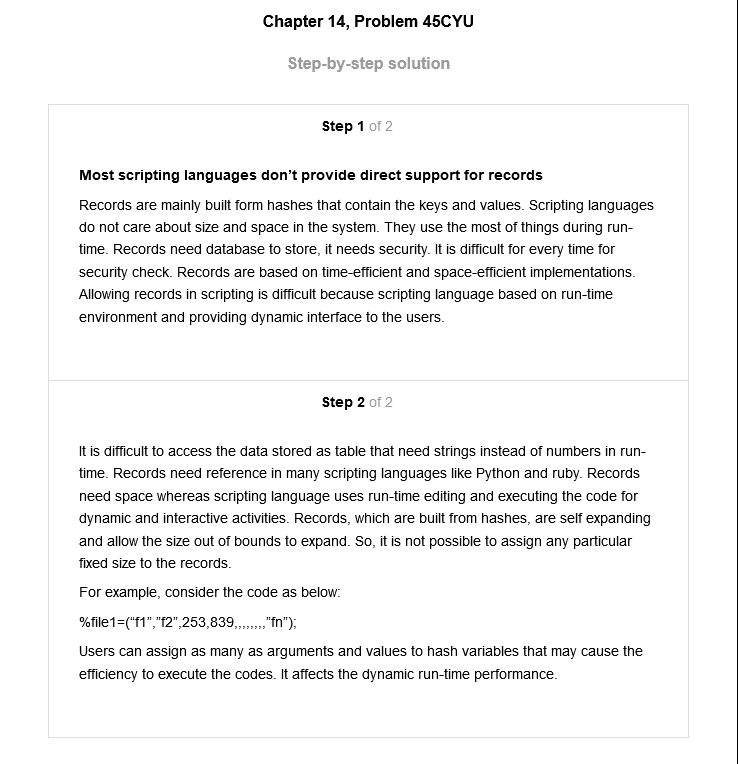 Chapter 14, Problem 45CYU
Step-by-step solution
Step 1 of 2
Most scripting languages don't provide direct support for records
Records are mainly built form hashes that contain the keys and values. Scripting languages
do not care about size and space in the system. They use the most of things during run-
time. Records need database to store, it needs security. It is difficult for every time for
security check. Records are based on time-efficient and space-efficient implementations.
Allowing records in scripting is difficult because scripting language based on run-time
environment and providing dynamic interface to the users.
Step 2 of 2
It is difficult to access the data stored as table that need strings instead of numbers in run-
time. Records need reference in many scripting languages like Python and ruby. Records
need space whereas scripting language uses run-time editing and executing the code for
dynamic and interactive activities. Records, which are built from hashes, are self expanding
and allow the size out of bounds to expand. So, it is not possible to assign any particular
fixed size to the records.
For example, consider the code as below:
%file1=(“f1”,”f2”,253,839,,,,,,,,”fn”);
Users can assign as many as arguments and values to hash variables that may cause the
efficiency to execute the codes. It affects the dynamic run-time performance.